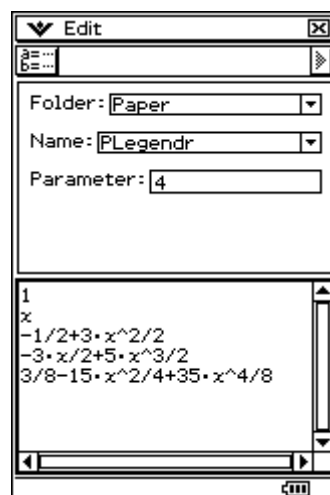 Edit
a=...
b=...
Folder: Paper
Name: PLegendr
Parameter: 4
1
x
-1/2+3·x^2/2
-3·x/2+5·x^3/2
3/8-15·x^2/4+35·x^4/8